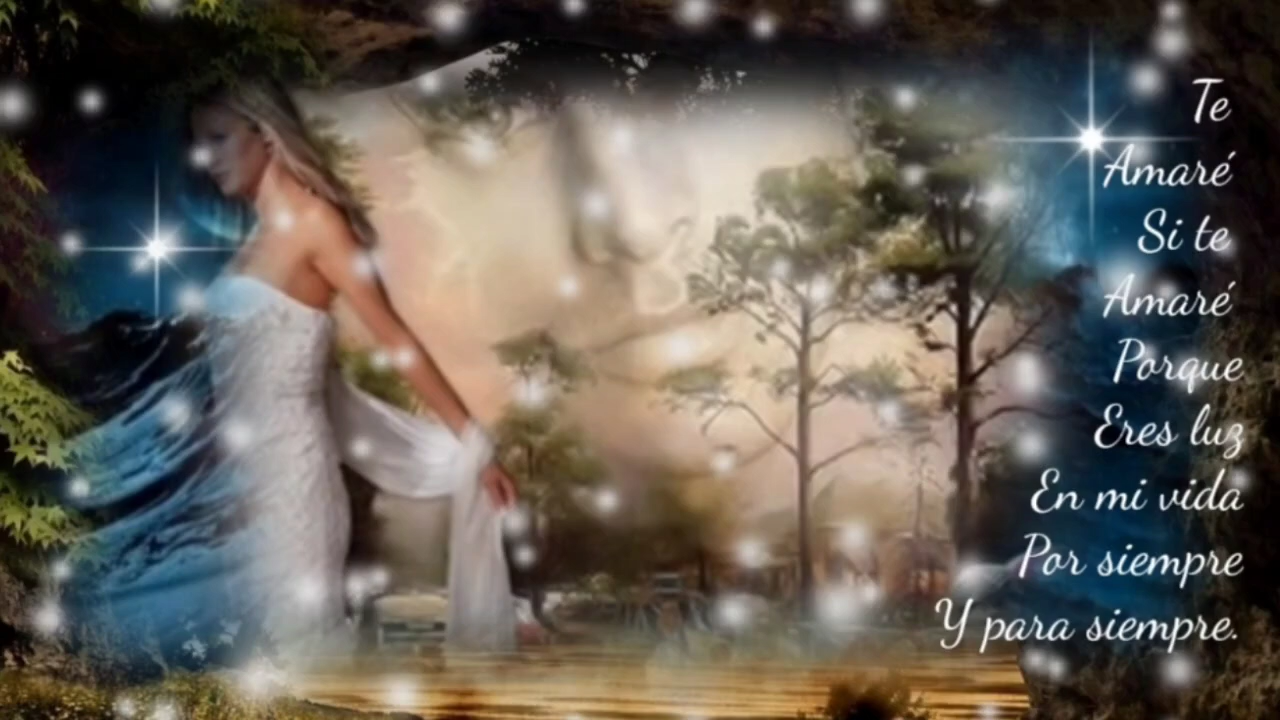 Te
Amaré
Si te
Amaré
Porque
Eres luz
En mi vida
Por siempre
Y para siempre.